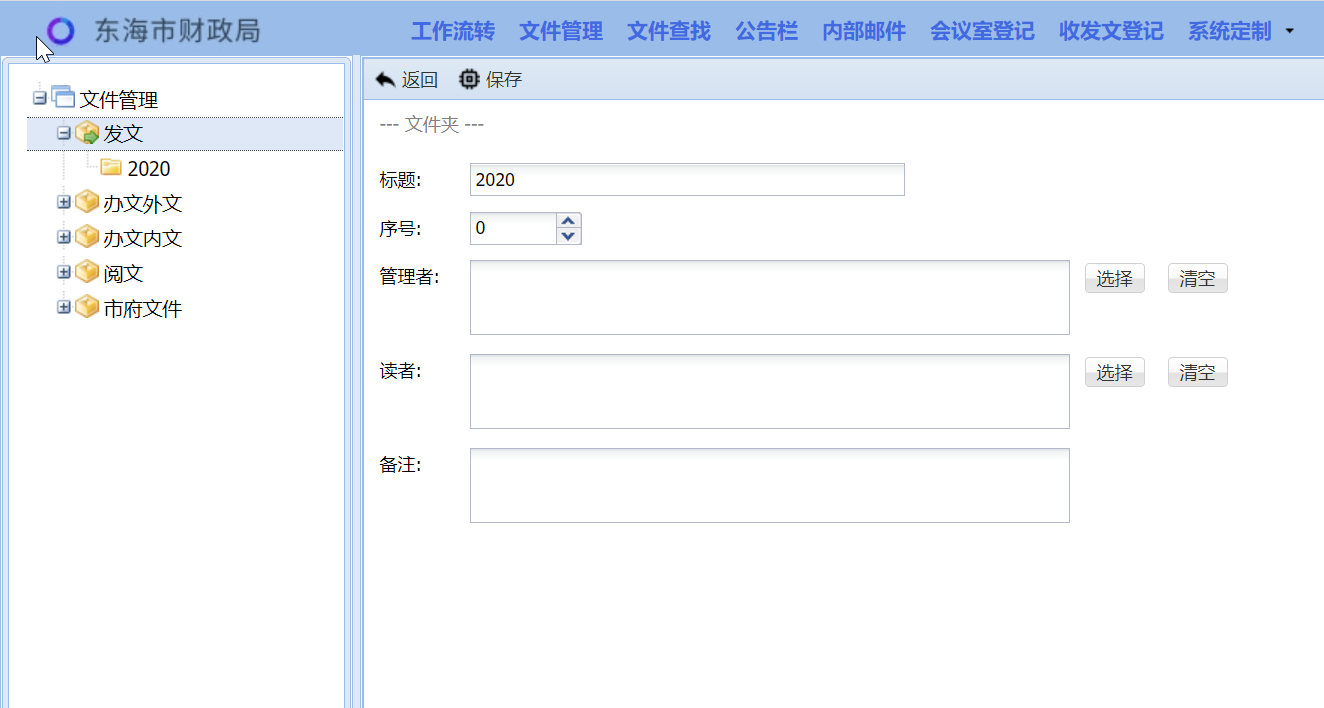 东海市财政局
工作流转 文件管理 文件查找 公告栏 内部邮件 会议室登记 收发文登记 系统定制
文件管理
发文
2020
办文外文
办文内文
阅文
市府文件
返回 保存
--- 文件夹 ---
标题: 2020
序号: 0
管理者: 选择 清空
读者: 选择 清空
备注: